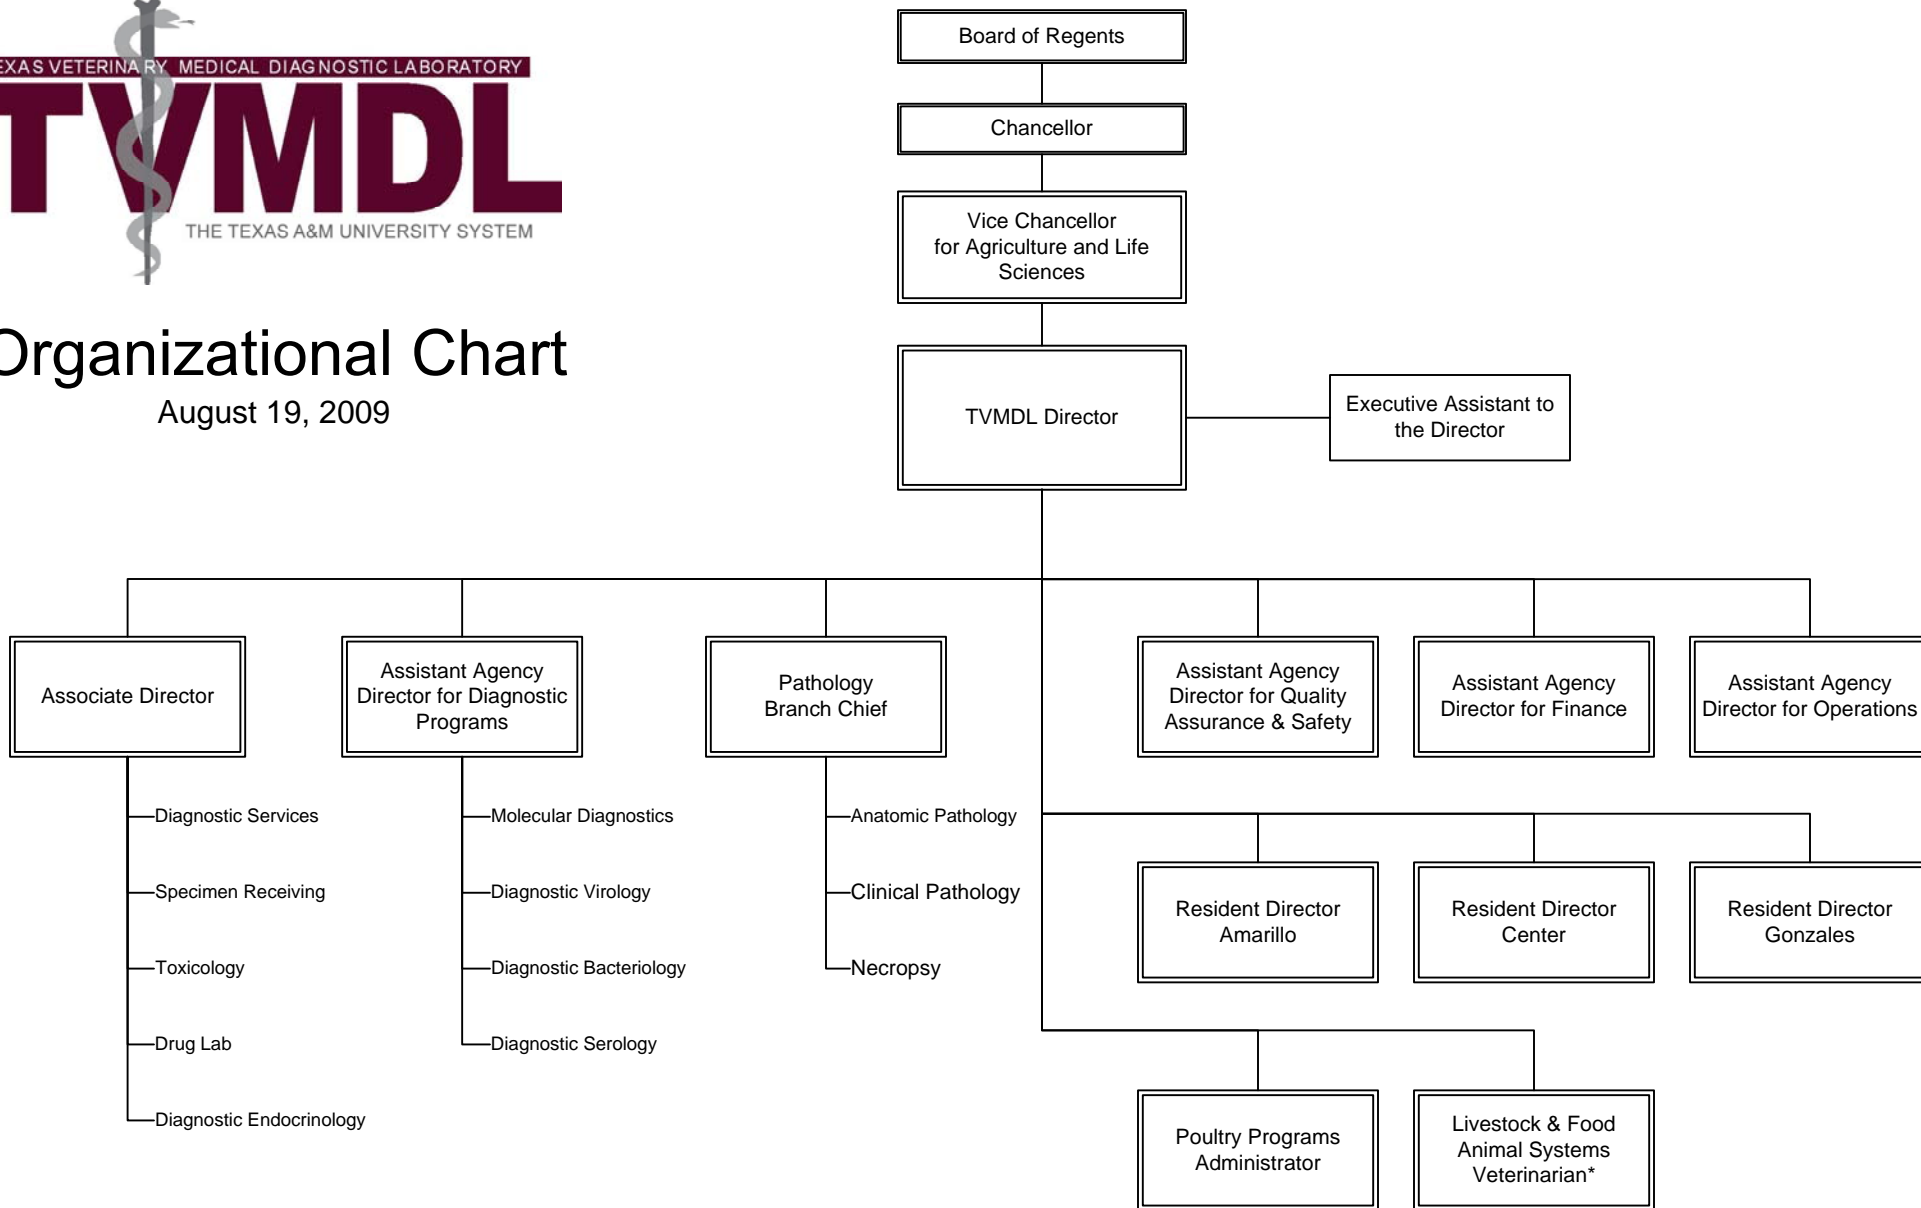 EXAS VETERINARY MEDICAL DIAGNOSTIC LABORATORY
TVMDL
THE TEXAS A&M UNIVERSITY SYSTEM
Organizational Chart
August 19, 2009
Board of Regents
Chancellor
Vice Chancellor
for Agriculture and Life
Sciences
TVMDL Director
Executive Assistant to
the Director
Associate Director
Assistant Agency
Director for Diagnostic
Programs
Pathology
Branch Chief
Assistant Agency
Director for Quality
Assurance & Safety
Assistant Agency
Director for Finance
Assistant Agency
Director for Operations
Diagnostic Services
Specimen Receiving
Toxicology
Drug Lab
Diagnostic Endocrinology
Molecular Diagnostics
Diagnostic Virology
Diagnostic Bacteriology
Diagnostic Serology
Anatomic Pathology
Clinical Pathology
Necropsy
Resident Director
Amarillo
Resident Director
Center
Resident Director
Gonzales
Poultry Programs
Administrator
Livestock & Food
Animal Systems
Veterinarian*